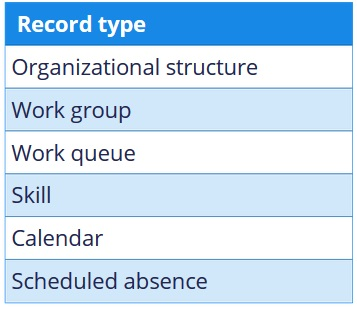 Record type
Organizational structure
Work group
Work queue
Skill
Calendar
Scheduled absence